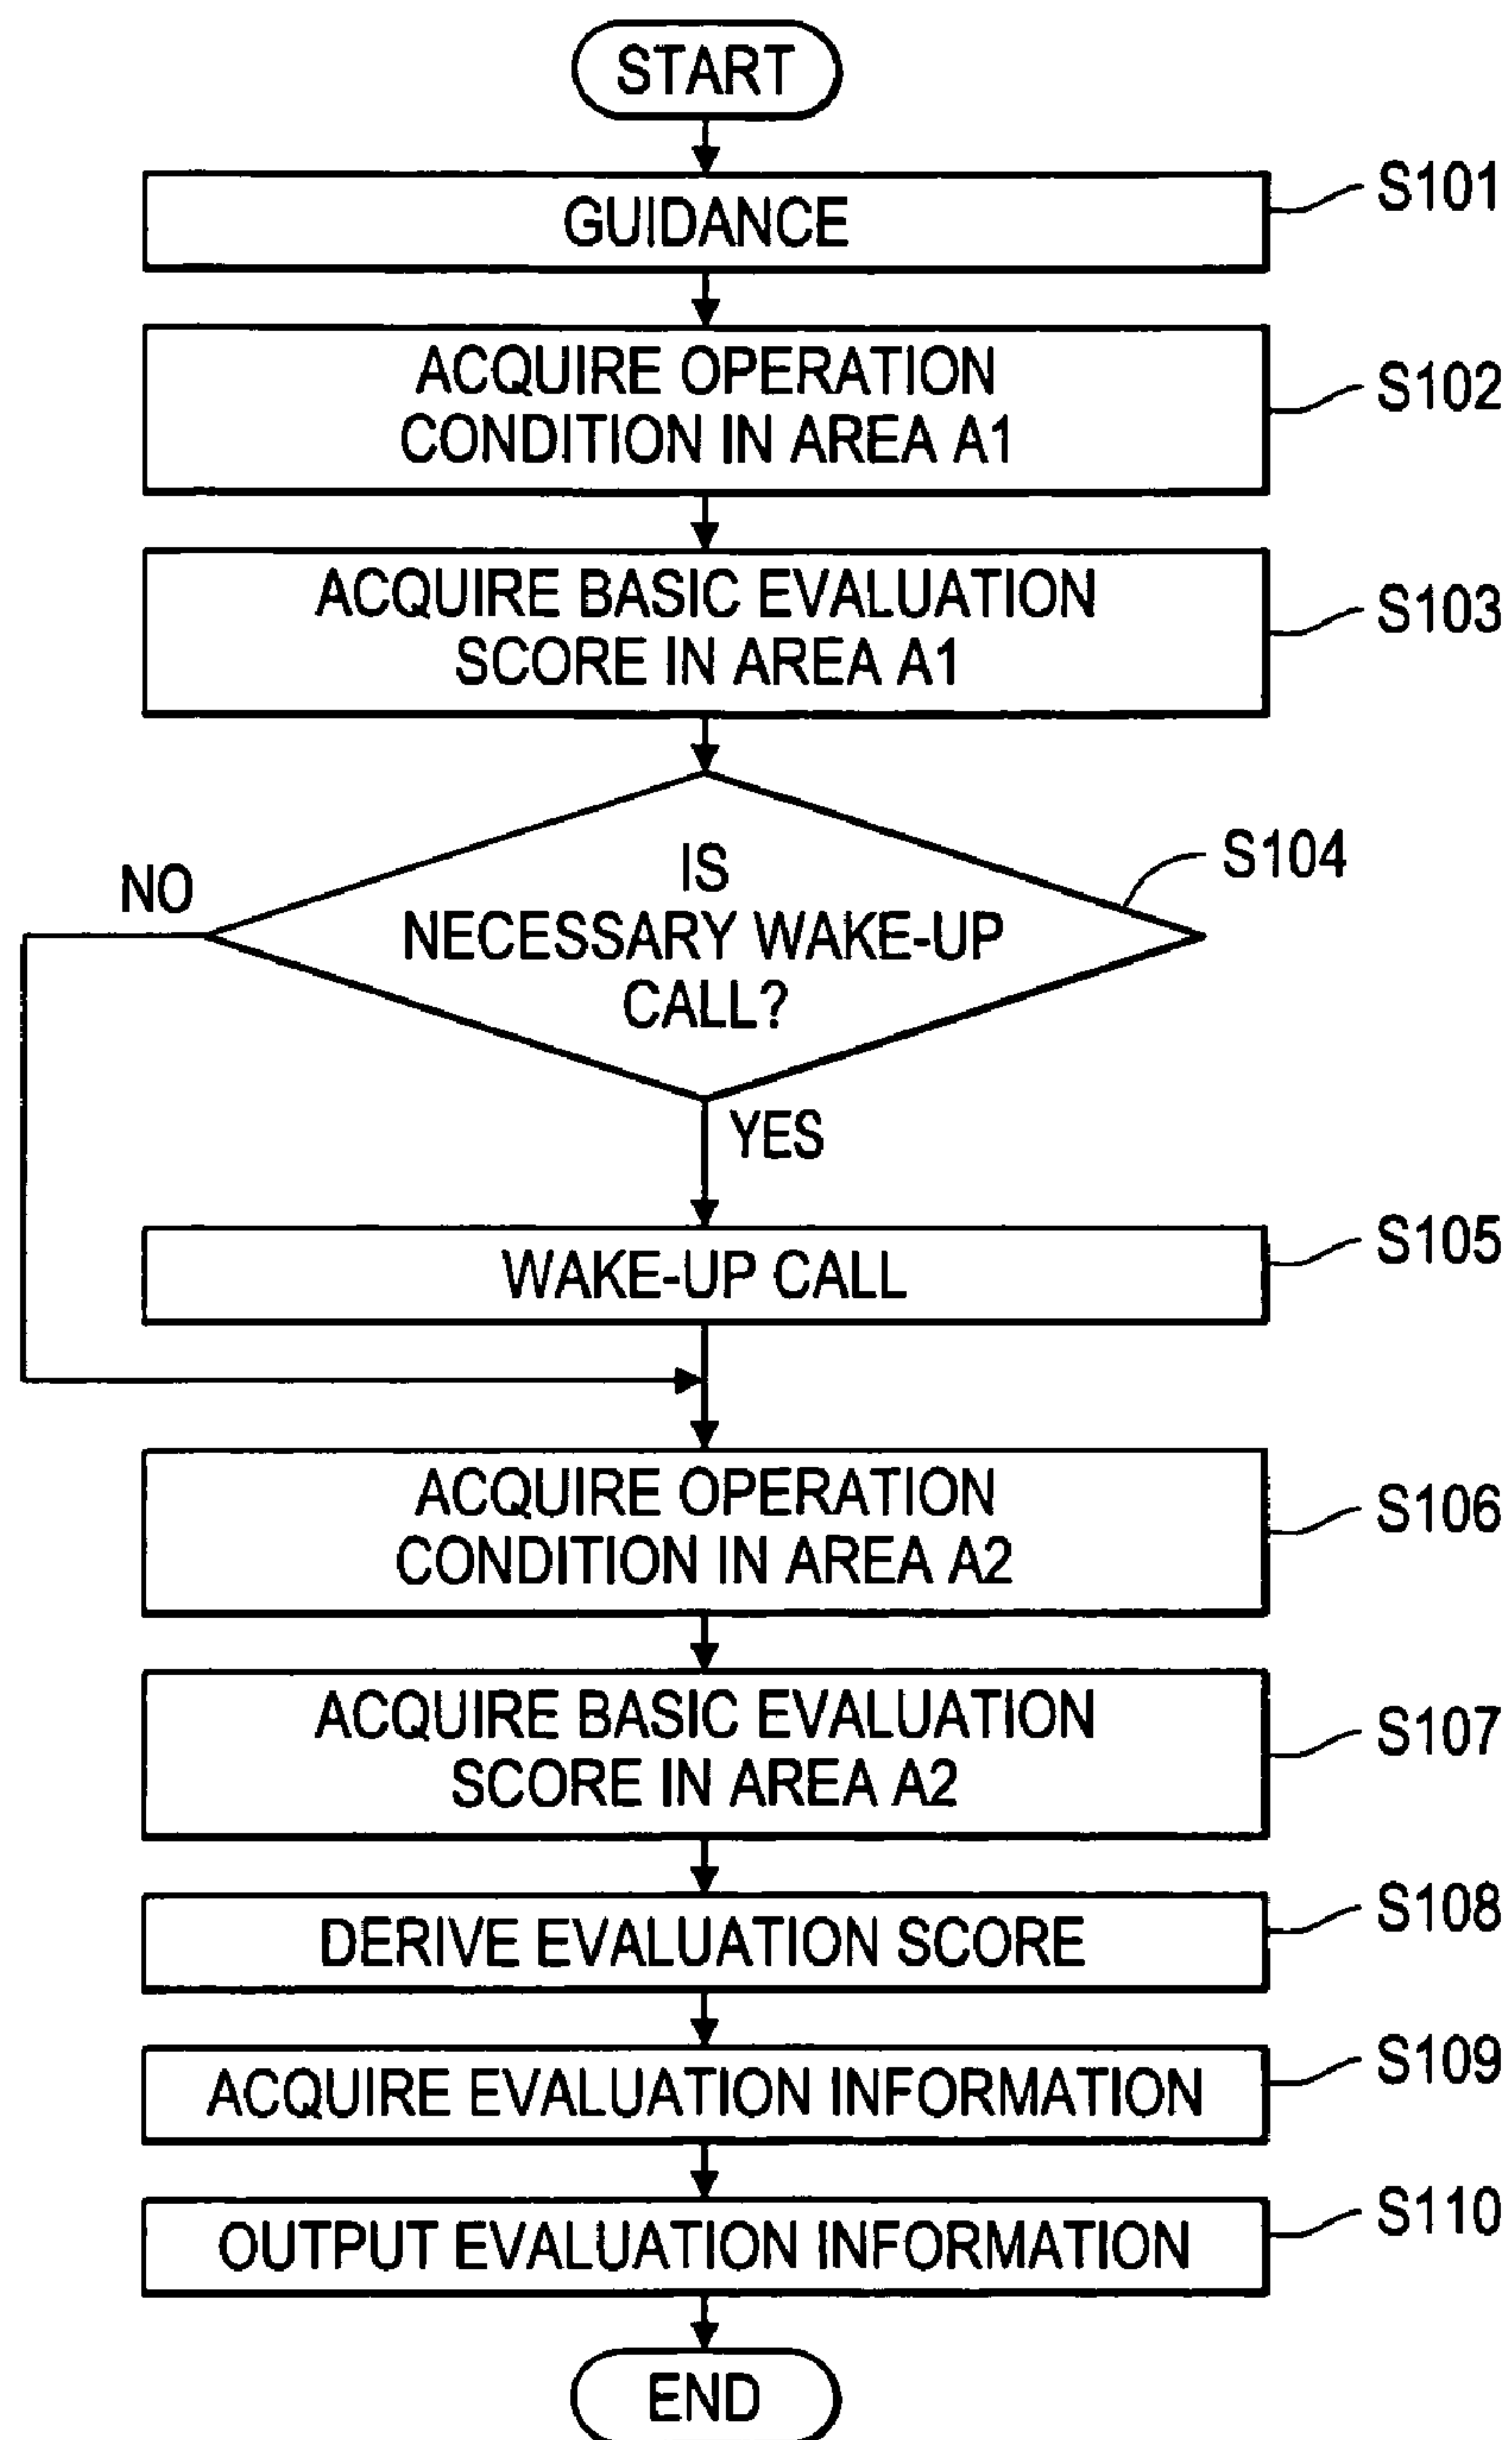 START
GUIDANCE
S101
ACQUIRE OPERATION
CONDITION IN AREA A1
S102
ACQUIRE BASIC EVALUATION
SCORE IN AREA A1
S103
IS
NECESSARY WAKE-UP
CALL?
S104
NO
YES
WAKE-UP CALL
S105
ACQUIRE OPERATION
CONDITION IN AREA A2
S106
ACQUIRE BASIC EVALUATION
SCORE IN AREA A2
S107
DERIVE EVALUATION SCORE
S108
ACQUIRE EVALUATION INFORMATION
S109
OUTPUT EVALUATION INFORMATION
S110
END